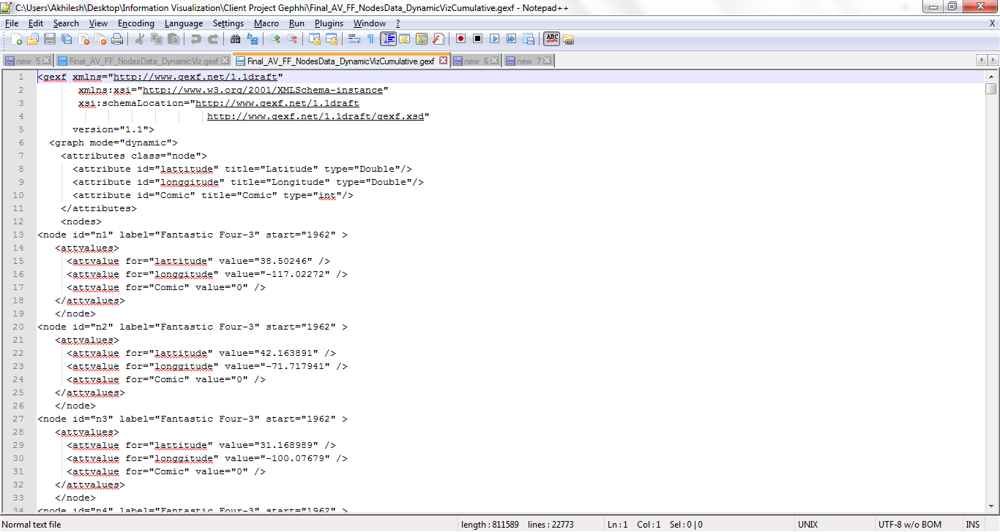 C:\Users\Akhilesh\Desktop\Information Visualization\Client Project Gephhi\Final_AV_FF_NodesData_DynamicVizCumulative.gexf - Notepad++
File Edit Search View Encoding Language Settings Macro Run Plugins Window ? X
new 5 Final_AV_FF_NodesData_DynamicViz.gexf Final_AV_FF_NodesData_DynamicVizCumulative.gexf new 6 new 7
1 <gexf xmlns="http://www.gexf.net/1.1draft"
2 xmlns:xsi="http://www.w3.org/2001/XMLSchema-instance"
3 xsi:schemaLocation="http://www.gexf.net/1.1draft
4 http://www.gexf.net/1.1draft/gexf.xsd"
5 version="1.1">
6 <graph mode="dynamic">
7 <attributes class="node">
8 <attribute id="lattitude" title="Latitude" type="Double"/>
9 <attribute id="longgitude" title="Longitude" type="Double"/>
10 <attribute id="Comic" title="Comic" type="int"/>
11 </attributes>
12 <nodes>
13 <node id="n1" label="Fantastic Four-3" start="1962" >
14 <attvalues>
15 <attvalue for="lattitude" value="38.50246" />
16 <attvalue for="longgitude" value="-117.02272" />
17 <attvalue for="Comic" value="0" />
18 </attvalues>
19 </node>
20 <node id="n2" label="Fantastic Four-3" start="1962" >
21 <attvalues>
22 <attvalue for="lattitude" value="42.163891" />
23 <attvalue for="longgitude" value="-71.717941" />
24 <attvalue for="Comic" value="0" />
25 </attvalues>
26 </node>
27 <node id="n3" label="Fantastic Four-3" start="1962" >
28 <attvalues>
29 <attvalue for="lattitude" value="31.168989" />
30 <attvalue for="longgitude" value="-100.07679" />
31 <attvalue for="Comic" value="0" />
32 </attvalues>
33 </node>
34 <node id="n4" label="Fantastic Four-3" start="1962" >
Normal text file length : 811589 lines : 22773 Ln : 1 Col : 1 Sel : 0 | 0 UNIX UTF-8 w/o BOM INS